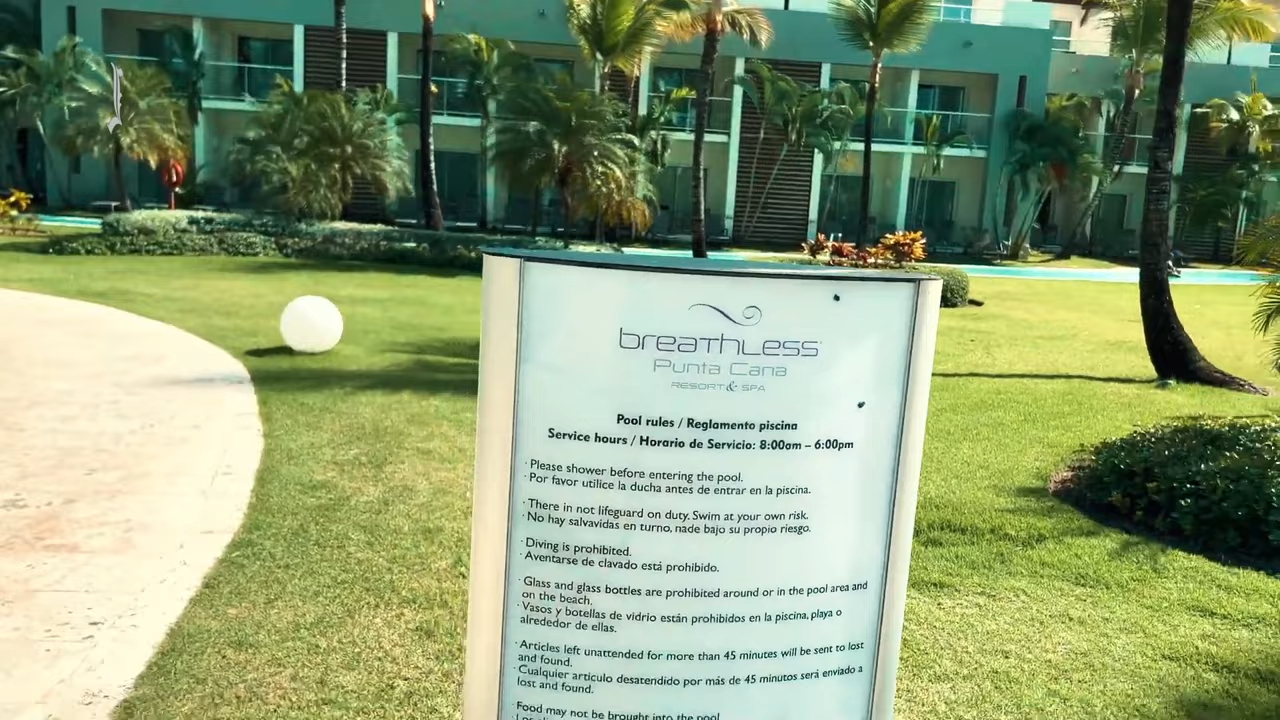 breathless
Punta Cana
RESORT & SPA
Pool rules / Reglamento piscina
Service hours / Horario de Servicio: 8:00am – 6:00pm
· Please shower before entering the pool.
· Por favor utilice la ducha antes de entrar en la piscina.
· There in not lifeguard on duty. Swim at your own risk.
· No hay salvavidas en turno, nade bajo su propio riesgo.
· Diving is prohibited.
· Aventarse de clavado está prohibido.
· Glass and glass bottles are prohibited around or in the pool area and
on the beach.
· Vasos y botellas de vidrio están prohibidos en la piscina, playa o
alrededor de ellas.
· Articles left unattended for more than 45 minutes will be sent to lost
and found.
· Cualquier articulo desatendido por más de 45 minutos será enviado a
lost and found.
· Food may not be brought into the pool